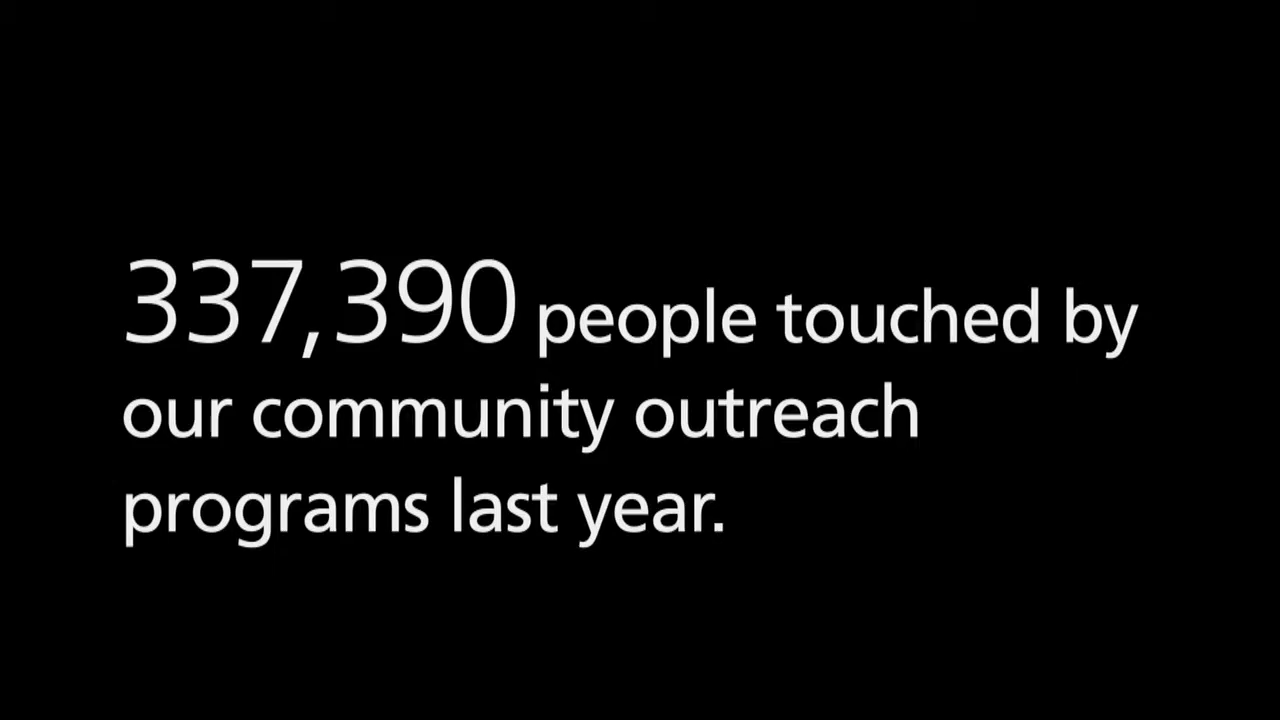 337,390 people touched by
our community outreach
programs last year.